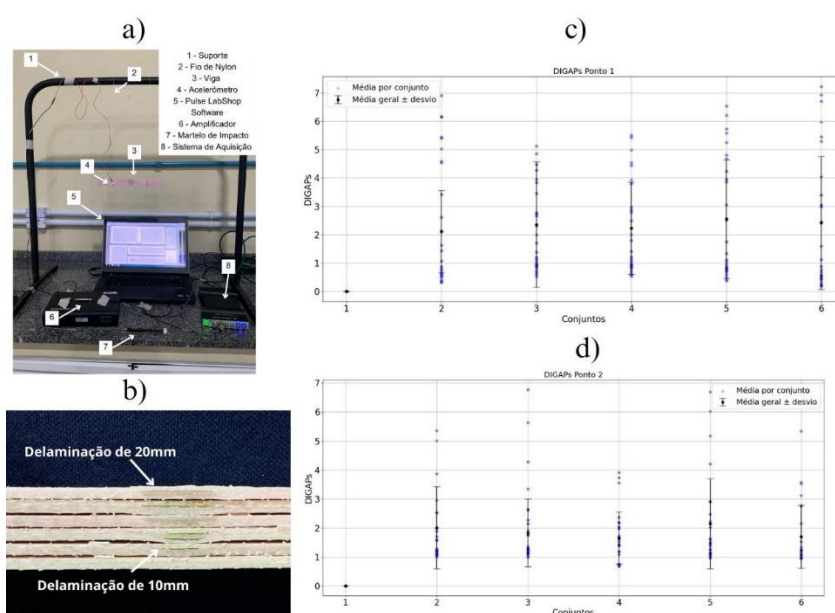 a)
1 - Suporte
2 - Fio de Nylon
3 - Viga
4 - Acelerômetro
5 - Pulse LabShop
Software
6 - Amplificador
7 - Martelo de Impacto
8 - Sistema de Aquisição
1
2
4
3
5
8
6
7
b)
Delaminação de 20mm
Delaminação de 10mm
c)
DIGAPs Ponto 1
Média por conjunto
Média geral ± desvio
DIGAPs
7
6
5
4
3
2
1
0
1 2 3 4 5 6
Conjuntos
d)
DIGAPs Ponto 2
Média por conjunto
Média geral ± desvio
DIGAPs
7
6
5
4
3
2
1
0
1 2 3 4 5 6
Conjuntos